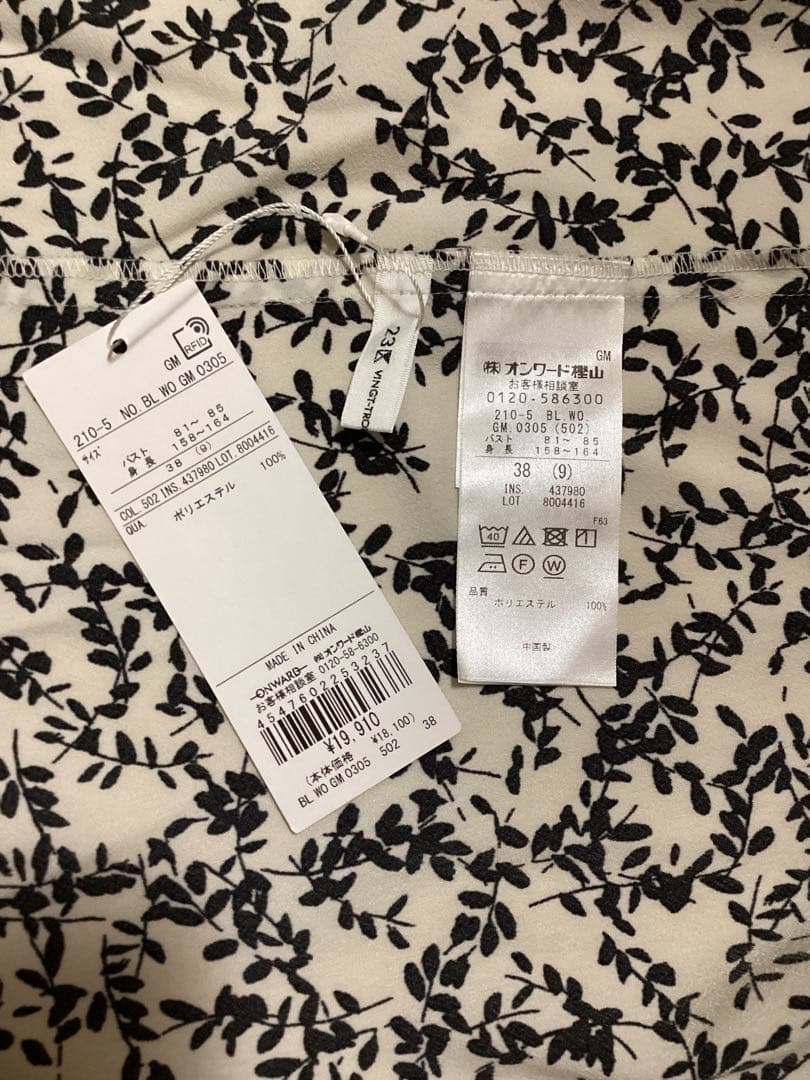 GM RFID
210-5 NO. BL WO GM 0305
サイズ
バスト 81～ 85
身長 158～164
38 (9)
COL. 502 INS. 437980 LOT. 8004416
QUA.
ポリエステル 100%
MADE IN CHINA
ONWARD ㈱オンワード樫山
お客様相談室 0120-58-6300
4547602253237
¥19,910
(本体価格 ¥18,100)
BL WO GM 0305 502 38
23区 VINGT-TRO
GM
㈱オンワード樫山
お客様相談室
0120-586300
210-5 BL.WO.
GM.0305 (502)
バスト 81～ 85
身長 158～164
38 (9)
INS. 437980
LOT 8004416
F63
40
F W
品質
ポリエステル 100%
中国製